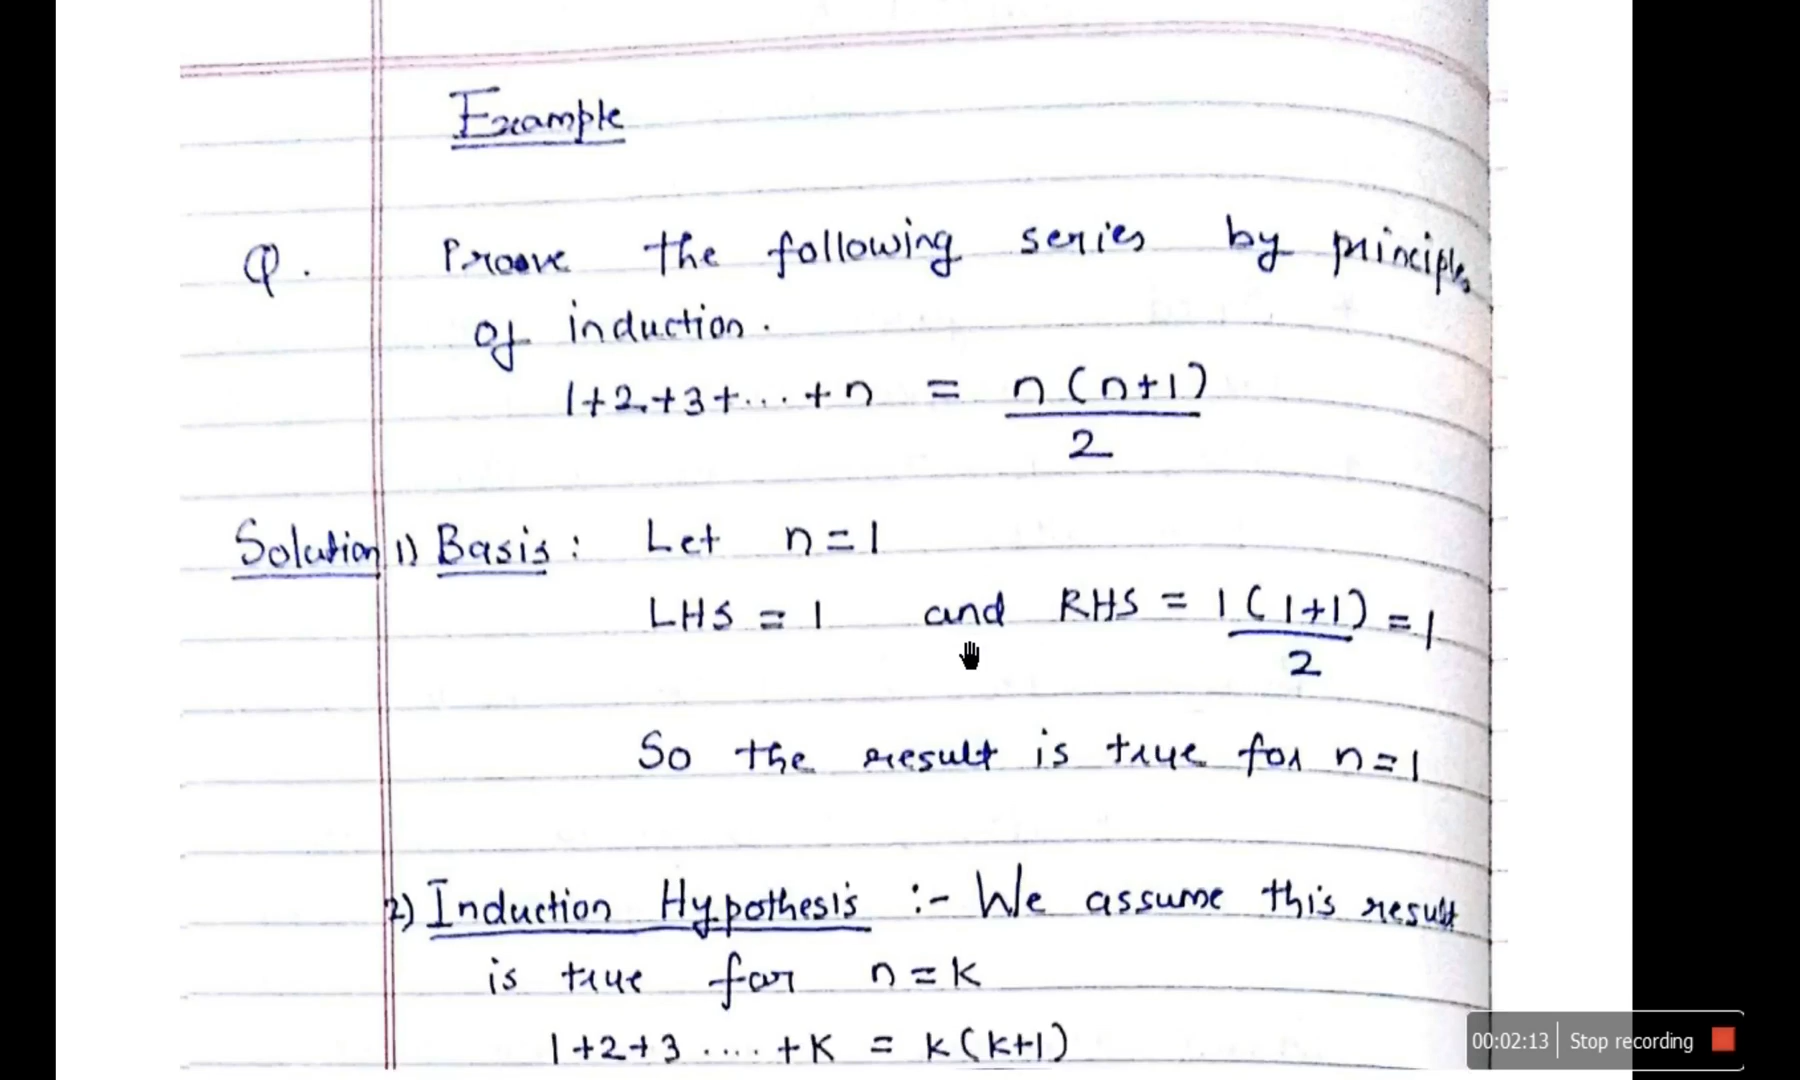 Example
Q. Proove the following series by principle
of induction.
1+2+3+...+n = n(n+1)
2
Solution 1) Basis : Let n=1
LHS = 1 and RHS = 1(1+1) = 1
2
So the result is true for n=1
2) Induction Hypothesis :- We assume this result
is true for n=k
1+2+3 .... +K = k(k+1)
00:02:13 Stop recording